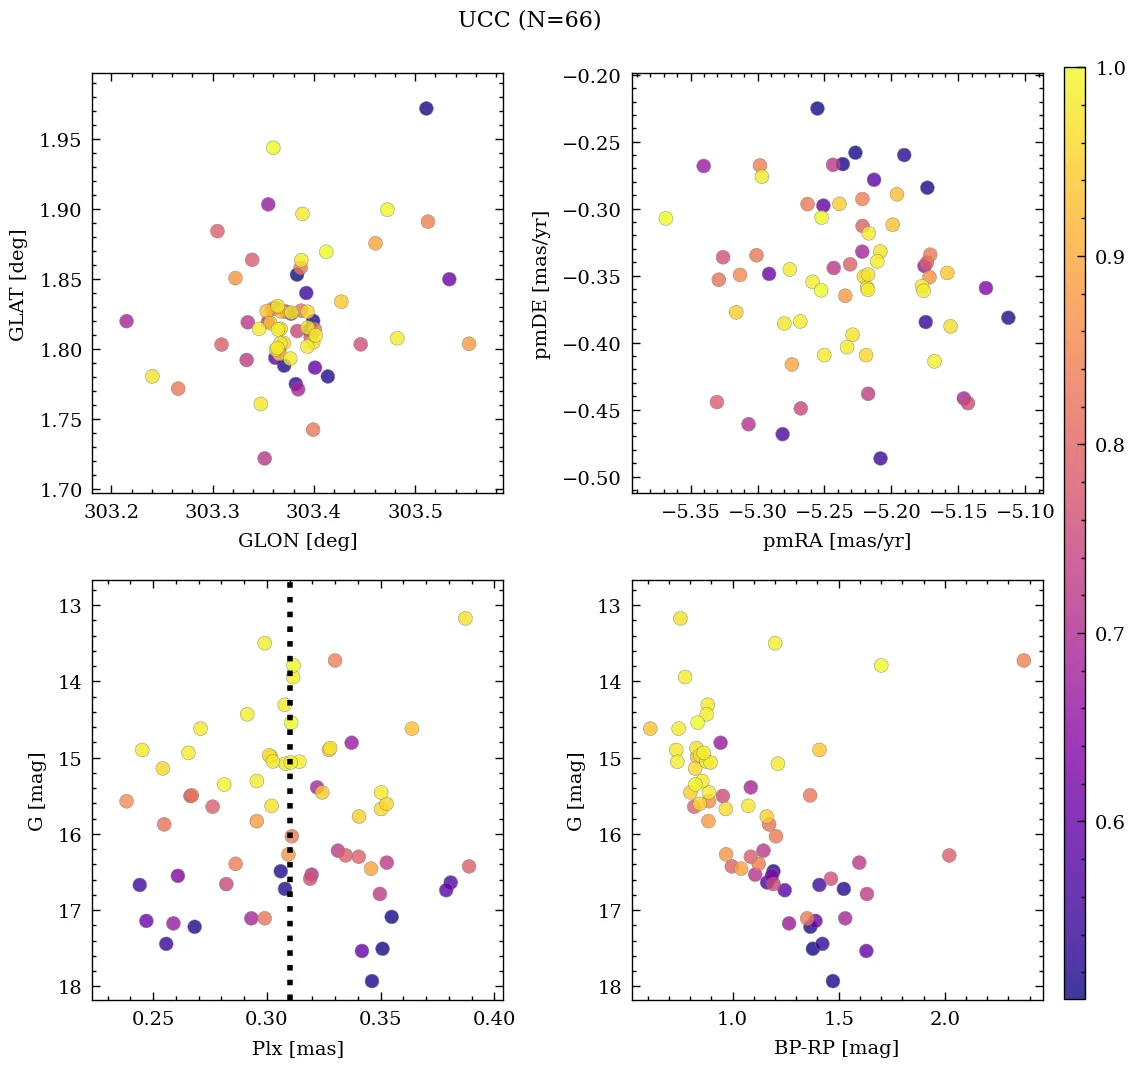 UCC (N=66)
1.95
1.90
1.85
1.80
1.75
1.70
GLAT [deg]
303.2 303.3 303.4 303.5
GLON [deg]
−0.20
−0.25
−0.30
−0.35
−0.40
−0.45
−0.50
pmDE [mas/yr]
−5.35 −5.30 −5.25 −5.20 −5.15 −5.10
pmRA [mas/yr]
1.0
0.9
0.8
0.7
0.6
13
14
15
16
17
18
G [mag]
0.25 0.30 0.35 0.40
Plx [mas]
13
14
15
16
17
18
G [mag]
1.0 1.5 2.0
BP-RP [mag]